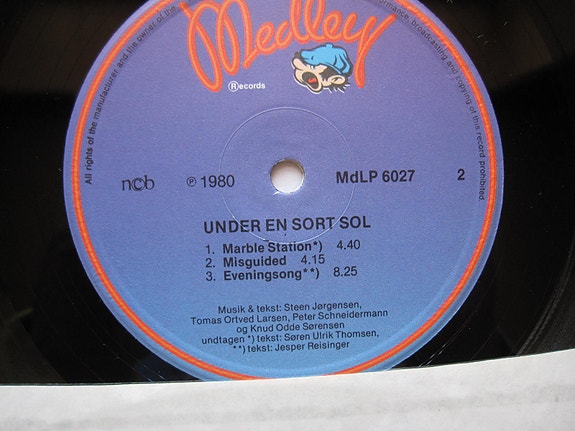 Medley
Ⓡecords
All rights of the manufacturer and the owner of the
performance, broadcasting and copying of this record prohibited.
ncb
℗ 1980
MdLP 6027
2
UNDER EN SORT SOL
1. Marble Station*) 4.40
2. Misguided 4.15
3. Eveningsong**) 8.25
Musik & tekst: Steen Jørgensen,
Tomas Ortved Larsen, Peter Schneidermann
og Knud Odde Sørensen
undtagen *) tekst: Søren Ulrik Thomsen,
**) tekst: Jesper Reisinger